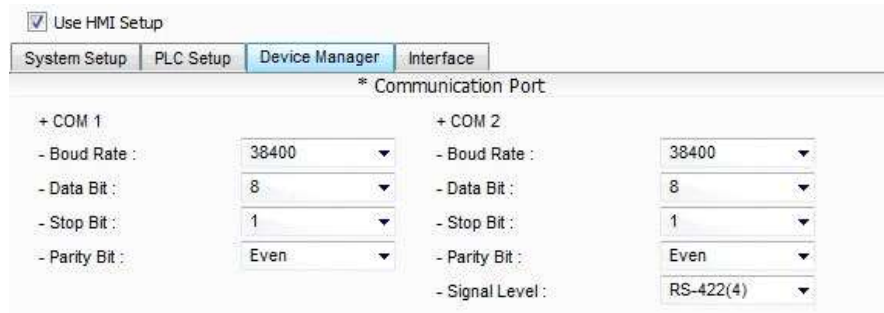 Use HMI Setup
System Setup PLC Setup Device Manager Interface
* Communication Port
+ COM 1 + COM 2
- Boud Rate : 38400 - Boud Rate : 38400
- Data Bit : 8 - Data Bit : 8
- Stop Bit : 1 - Stop Bit : 1
- Parity Bit : Even - Parity Bit : Even
- Signal Level : RS-422(4)